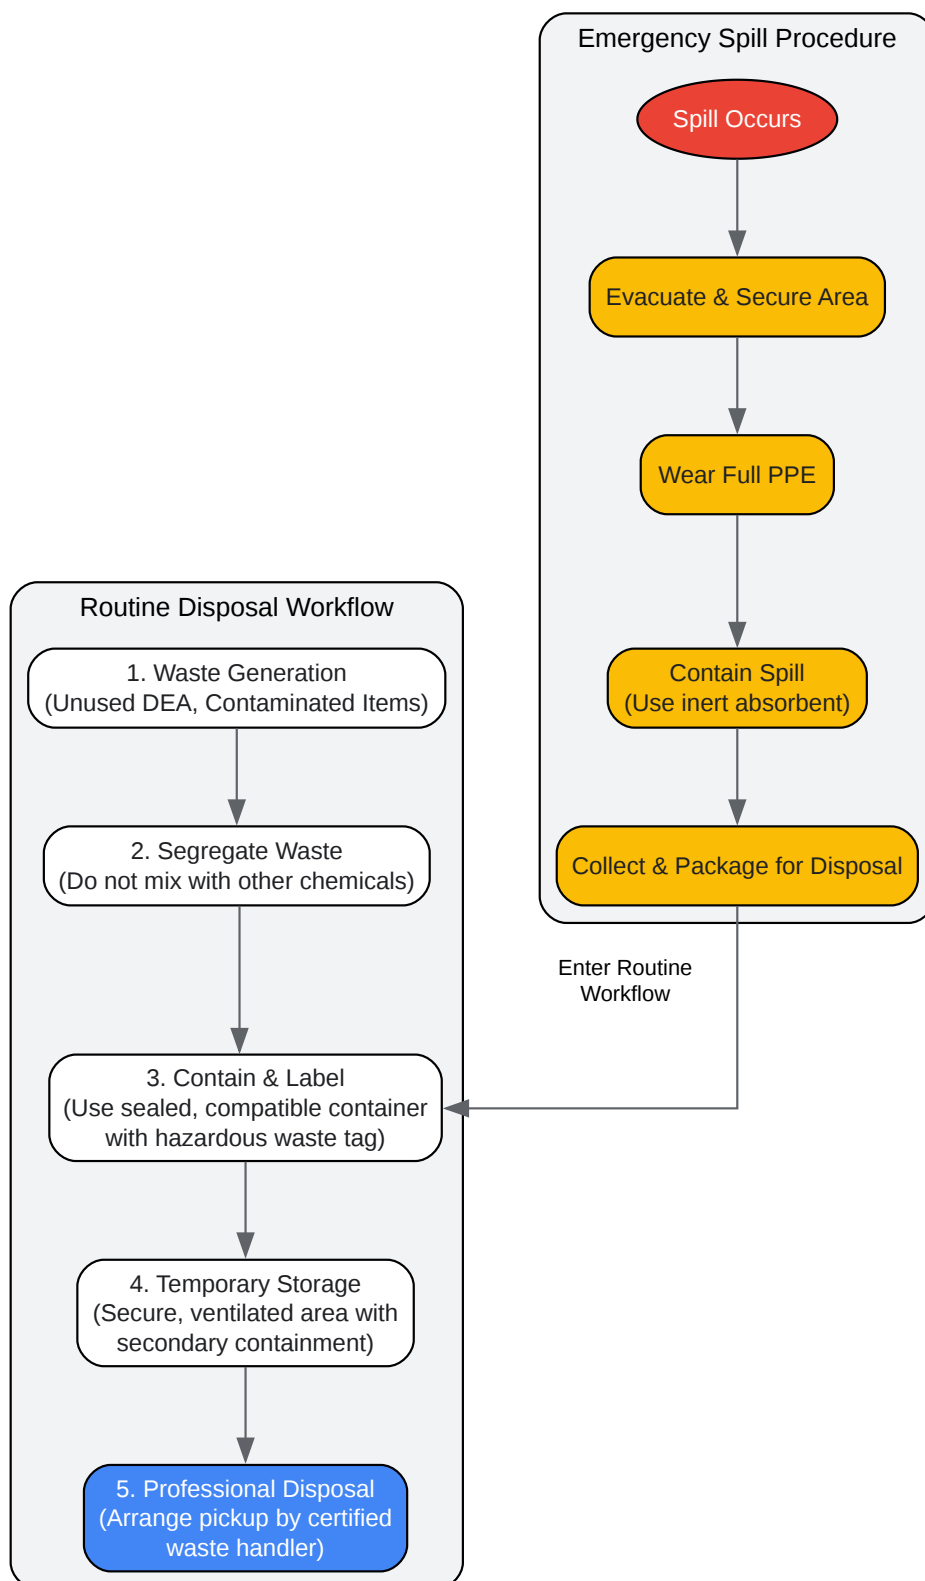 Emergency Spill Procedure
Spill Occurs
Evacuate & Secure Area
Wear Full PPE
Contain Spill
(Use inert absorbent)
Collect & Package for Disposal
Enter Routine
Workflow
Routine Disposal Workflow
1. Waste Generation
(Unused DEA, Contaminated Items)
2. Segregate Waste
(Do not mix with other chemicals)
3. Contain & Label
(Use sealed, compatible container
with hazardous waste tag)
4. Temporary Storage
(Secure, ventilated area with
secondary containment)
5. Professional Disposal
(Arrange pickup by certified
waste handler)